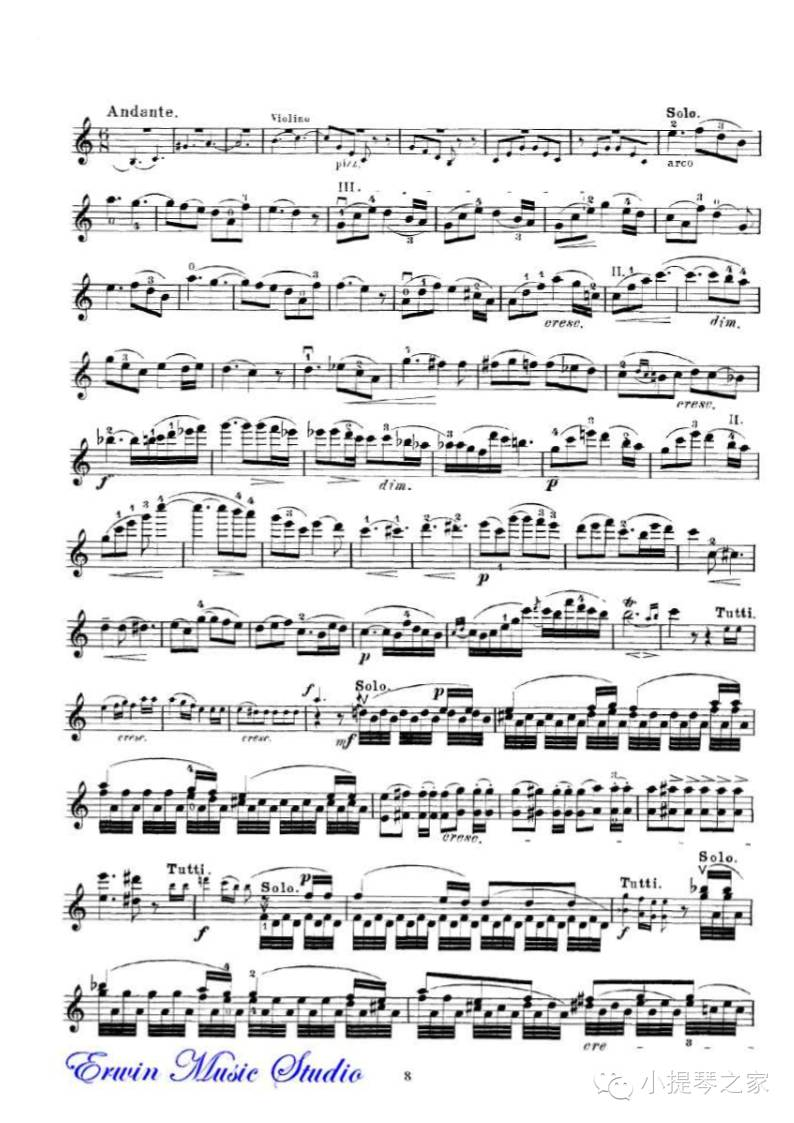 Andante.
Violino
Solo.
pizz.
arco
III.
II.
cresc.
dim.
cresc.
II.
f
dim.
p
p
Tutti.
p
f
Solo.
p
cresc.
cresc.
mf
cresc.
Tutti.
Solo.
p
Tutti.
Solo.
f
f
cre
Erwin Music Studio
8
小提琴之家